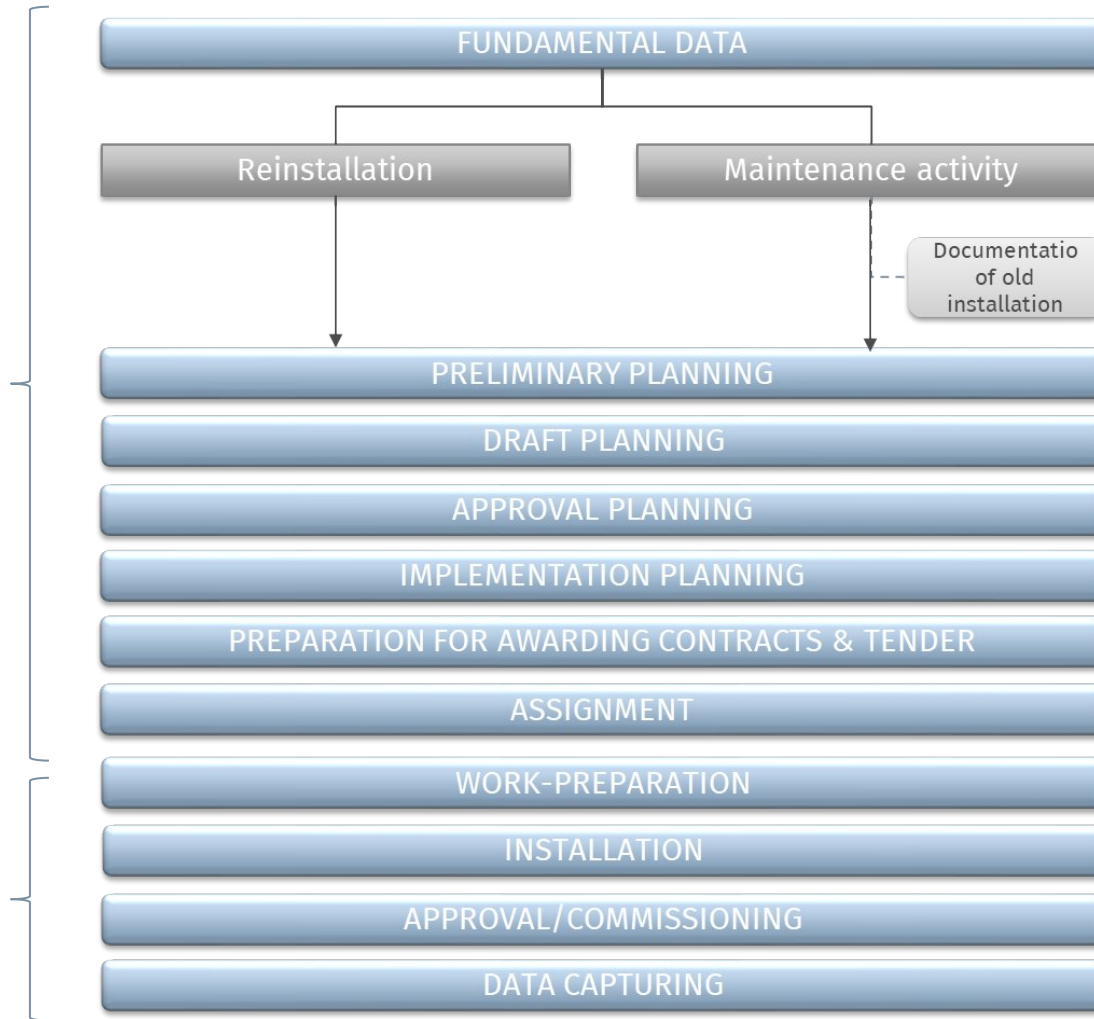 FUNDAMENTAL DATA
Reinstallation
Maintenance activity
Documentatio
of old
installation
PRELIMINARY PLANNING
DRAFT PLANNING
APPROVAL PLANNING
IMPLEMENTATION PLANNING
PREPARATION FOR AWARDING CONTRACTS & TENDER
ASSIGNMENT
WORK-PREPARATION
INSTALLATION
APPROVAL/COMMISSIONING
DATA CAPTURING